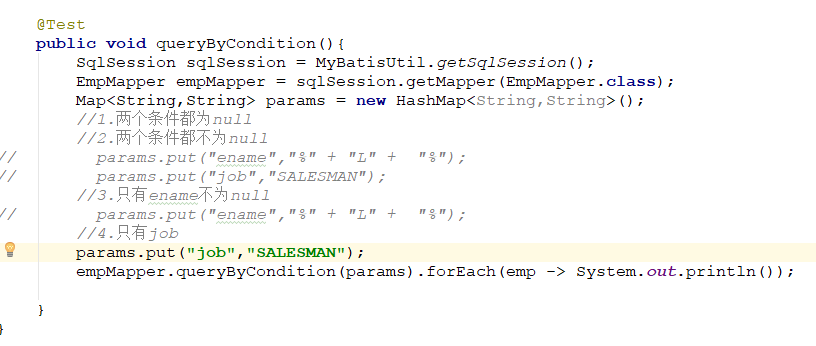 @Test
public void queryByCondition(){
SqlSession sqlSession = MyBatisUtil.getSqlSession();
EmpMapper empMapper = sqlSession.getMapper(EmpMapper.class);
Map<String,String> params = new HashMap<String,String>();
//1.两个条件都为null
//2.两个条件都不为null
// params.put("ename","%" + "L" + "%");
// params.put("job","SALESMAN");
//3.只有ename不为null
// params.put("ename","%" + "L" + "%");
//4.只有job
params.put("job","SALESMAN");
empMapper.queryByCondition(params).forEach(emp -> System.out.println());
}
}